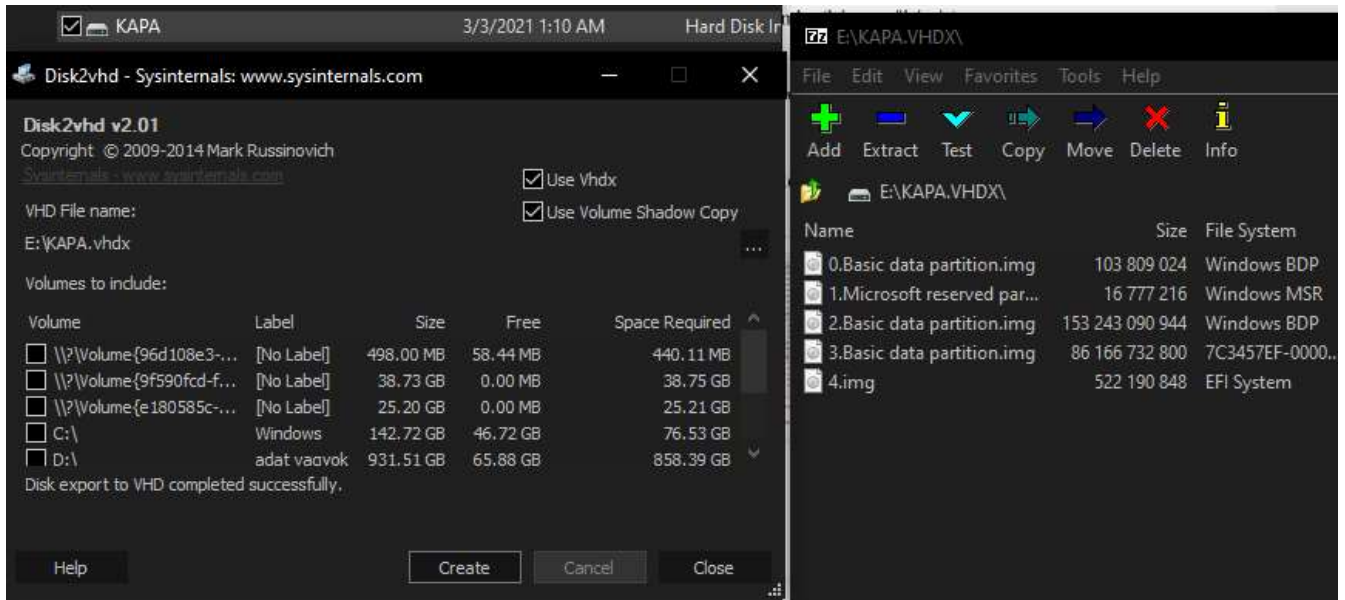 KAPA 3/3/2021 1:10 AM Hard Disk Ir
Disk2vhd - Sysinternals: www.sysinternals.com
Disk2vhd v2.01
Copyright © 2009-2014 Mark Russinovich
Sysinternals - www.sysinternals.com
Use Vhdx
VHD File name:
Use Volume Shadow Copy
E:\KAPA.vhdx
...
Volumes to include:
Volume Label Size Free Space Required
\\?\Volume{96d108e3-... [No Label] 498.00 MB 58.44 MB 440.11 MB
\\?\Volume{9f590fcd-f... [No Label] 38.73 GB 0.00 MB 38.75 GB
\\?\Volume{e180585c-... [No Label] 25.20 GB 0.00 MB 25.21 GB
C:\ Windows 142.72 GB 46.72 GB 76.53 GB
D:\ adat vagyok 931.51 GB 65.88 GB 858.39 GB
Disk export to VHD completed successfully.
Help Create Cancel Close
7z E:\KAPA.VHDX\
File Edit View Favorites Tools Help
Add Extract Test Copy Move Delete Info
E:\KAPA.VHDX\
Name Size File System
0.Basic data partition.img 103 809 024 Windows BDP
1.Microsoft reserved par... 16 777 216 Windows MSR
2.Basic data partition.img 153 243 090 944 Windows BDP
3.Basic data partition.img 86 166 732 800 7C3457EF-0000..
4.img 522 190 848 EFI System